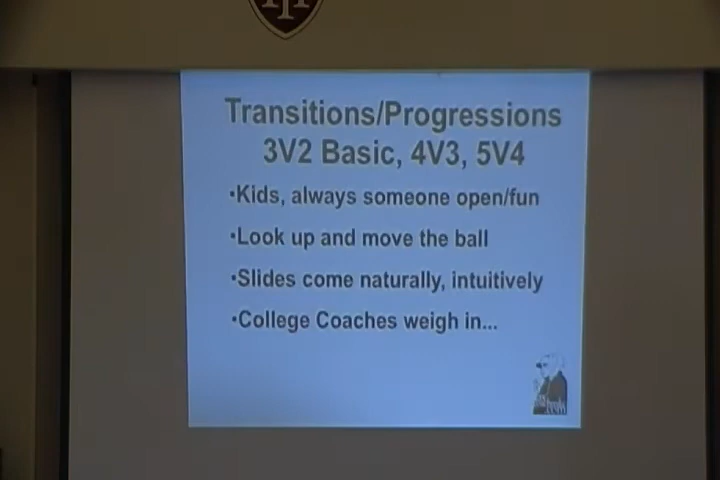 Transitions/Progressions
3V2 Basic, 4V3, 5V4
•Kids, always someone open/fun
•Look up and move the ball
•Slides come naturally, intuitively
•College Coaches weigh in...